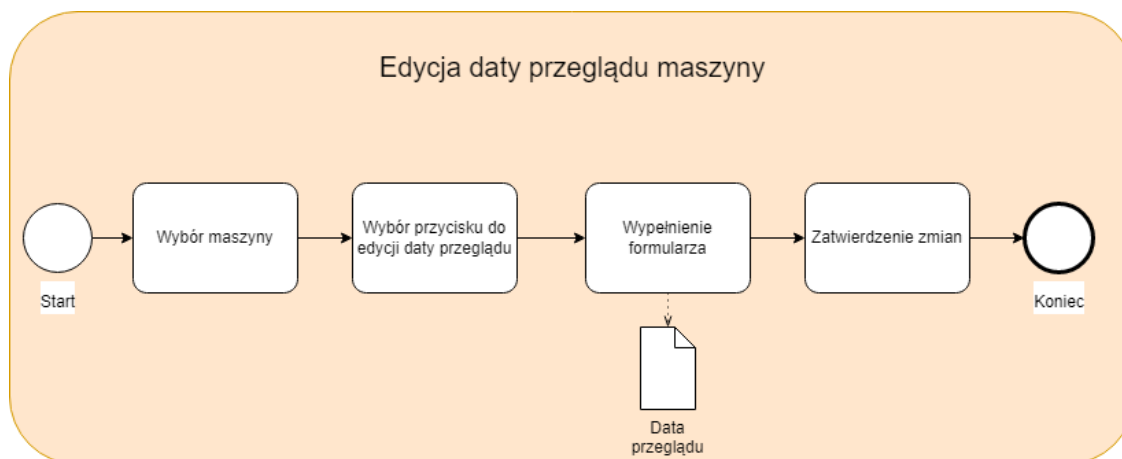 Edycja daty przeglądu maszyny
Wybór maszyny
Wybór przycisku do
edycji daty przeglądu
Wypełnienie
formularza
Zatwierdzenie zmian
Start
Koniec
Data
przeglądu